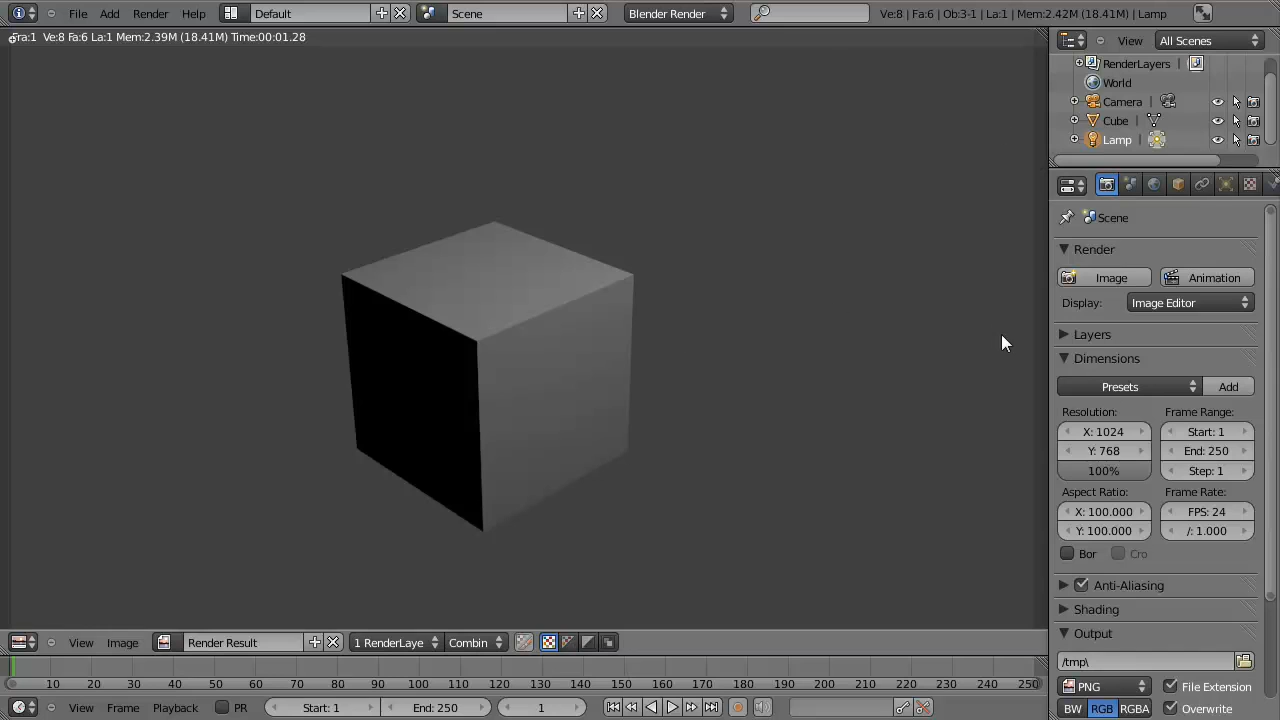 File Add Render Help Default Scene Blender Render Ve:8 | Fa:6 | Ob:3-1 | La:1 | Mem:2.42M (18.41M) | Lamp
Fra:1 Ve:8 Fa:6 La:1 Mem:2.39M (18.41M) Time:00:01.28
View All Scenes
RenderLayers
World
Camera
Cube
Lamp
Scene
Render
Image Animation
Display: Image Editor
Layers
Dimensions
Presets Add
Resolution: Frame Range:
X: 1024 Start: 1
Y: 768 End: 250
100% Step: 1
Aspect Ratio: Frame Rate:
X: 100.000 FPS: 24
Y: 100.000 /: 1.000
Bor Cro
Anti-Aliasing
Shading
Output
/tmp\
PNG File Extension
BW RGB RGBA Overwrite
View Image Render Result 1 RenderLaye Combin
10 20 30 40 50 60 70 80 90 100 110 120 130 140 150 160 170 180 190 200 210 220 230 240 250
View Frame Playback PR Start: 1 End: 250 1